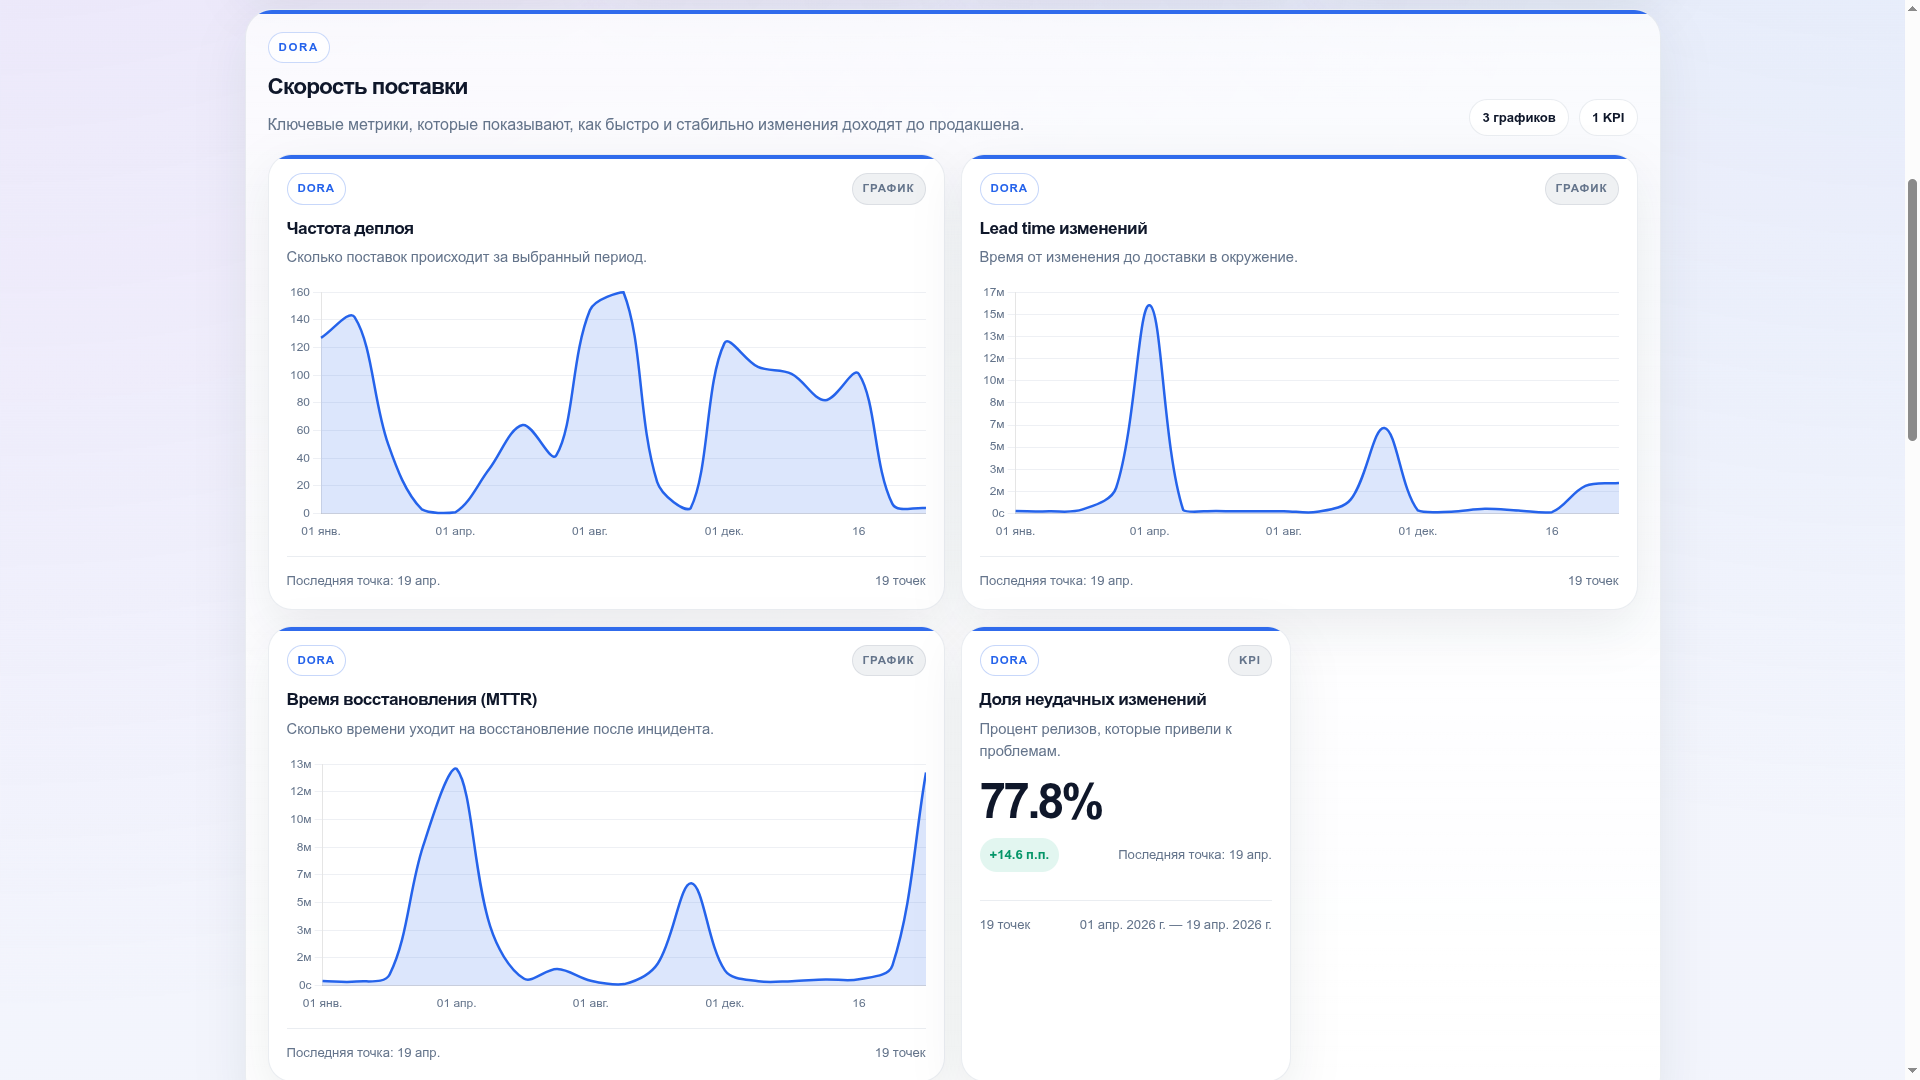 DORA
Скорость поставки
Ключевые метрики, которые показывают, как быстро и стабильно изменения доходят до продакшена.
3 графиков
1 KPI
DORA
ГРАФИК
Частота деплоя
Сколько поставок происходит за выбранный период.
160
140
120
100
80
60
40
20
0
01 янв.
01 апр.
01 авг.
01 дек.
16
Последняя точка: 19 апр.
19 точек
DORA
ГРАФИК
Lead time изменений
Время от изменения до доставки в окружение.
17м
15м
13м
12м
10м
8м
7м
5м
3м
2м
0с
01 янв.
01 апр.
01 авг.
01 дек.
16
Последняя точка: 19 апр.
19 точек
DORA
ГРАФИК
Время восстановления (MTTR)
Сколько времени уходит на восстановление после инцидента.
13м
12м
10м
8м
7м
5м
3м
2м
0с
01 янв.
01 апр.
01 авг.
01 дек.
16
Последняя точка: 19 апр.
19 точек
DORA
KPI
Доля неудачных изменений
Процент релизов, которые привели к
проблемам.
77.8%
+14.6 п.п.
Последняя точка: 19 апр.
19 точек
01 апр. 2026 г. — 19 апр. 2026 г.